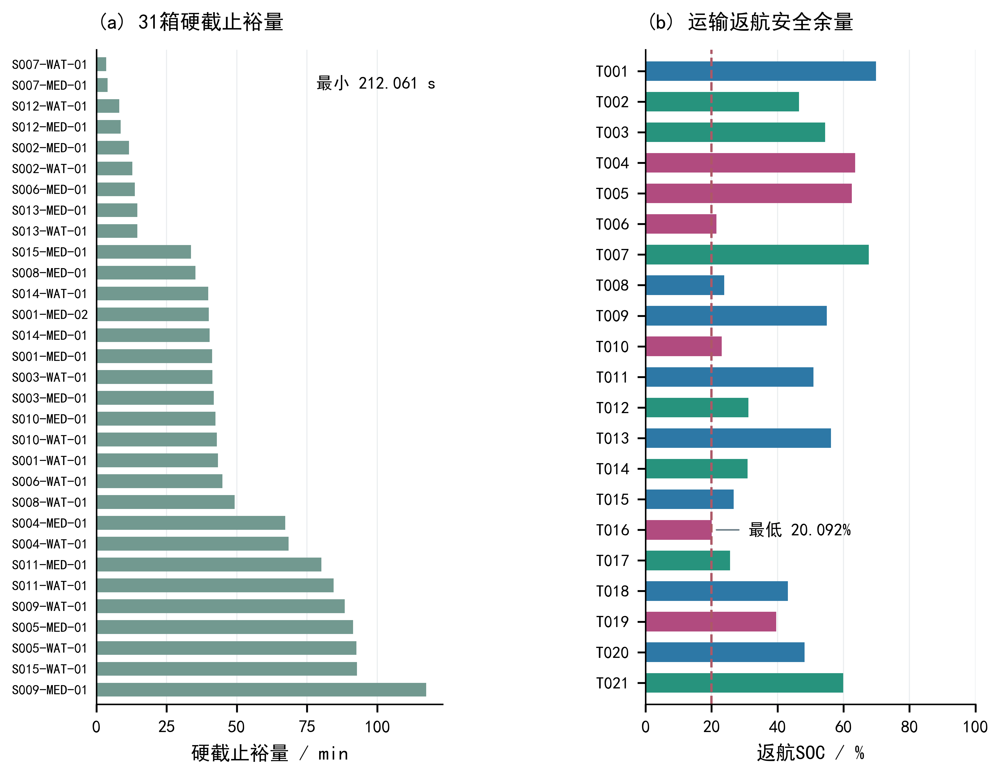 (a) 31箱硬截止裕量
S007-WAT-01
S007-MED-01
S012-WAT-01
S012-MED-01
S002-MED-01
S002-WAT-01
S006-MED-01
S013-MED-01
S013-WAT-01
S015-MED-01
S008-MED-01
S014-WAT-01
S001-MED-02
S014-MED-01
S001-MED-01
S003-WAT-01
S003-MED-01
S010-MED-01
S010-WAT-01
S001-WAT-01
S006-WAT-01
S008-WAT-01
S004-MED-01
S004-WAT-01
S011-MED-01
S011-WAT-01
S009-WAT-01
S005-MED-01
S005-WAT-01
S015-WAT-01
S009-MED-01
最小 212.061 s
0 25 50 75 100
硬截止裕量 / min
(b) 运输返航安全余量
T001
T002
T003
T004
T005
T006
T007
T008
T009
T010
T011
T012
T013
T014
T015
T016
最低 20.092%
T017
T018
T019
T020
T021
0 20 40 60 80 100
返航SOC / %